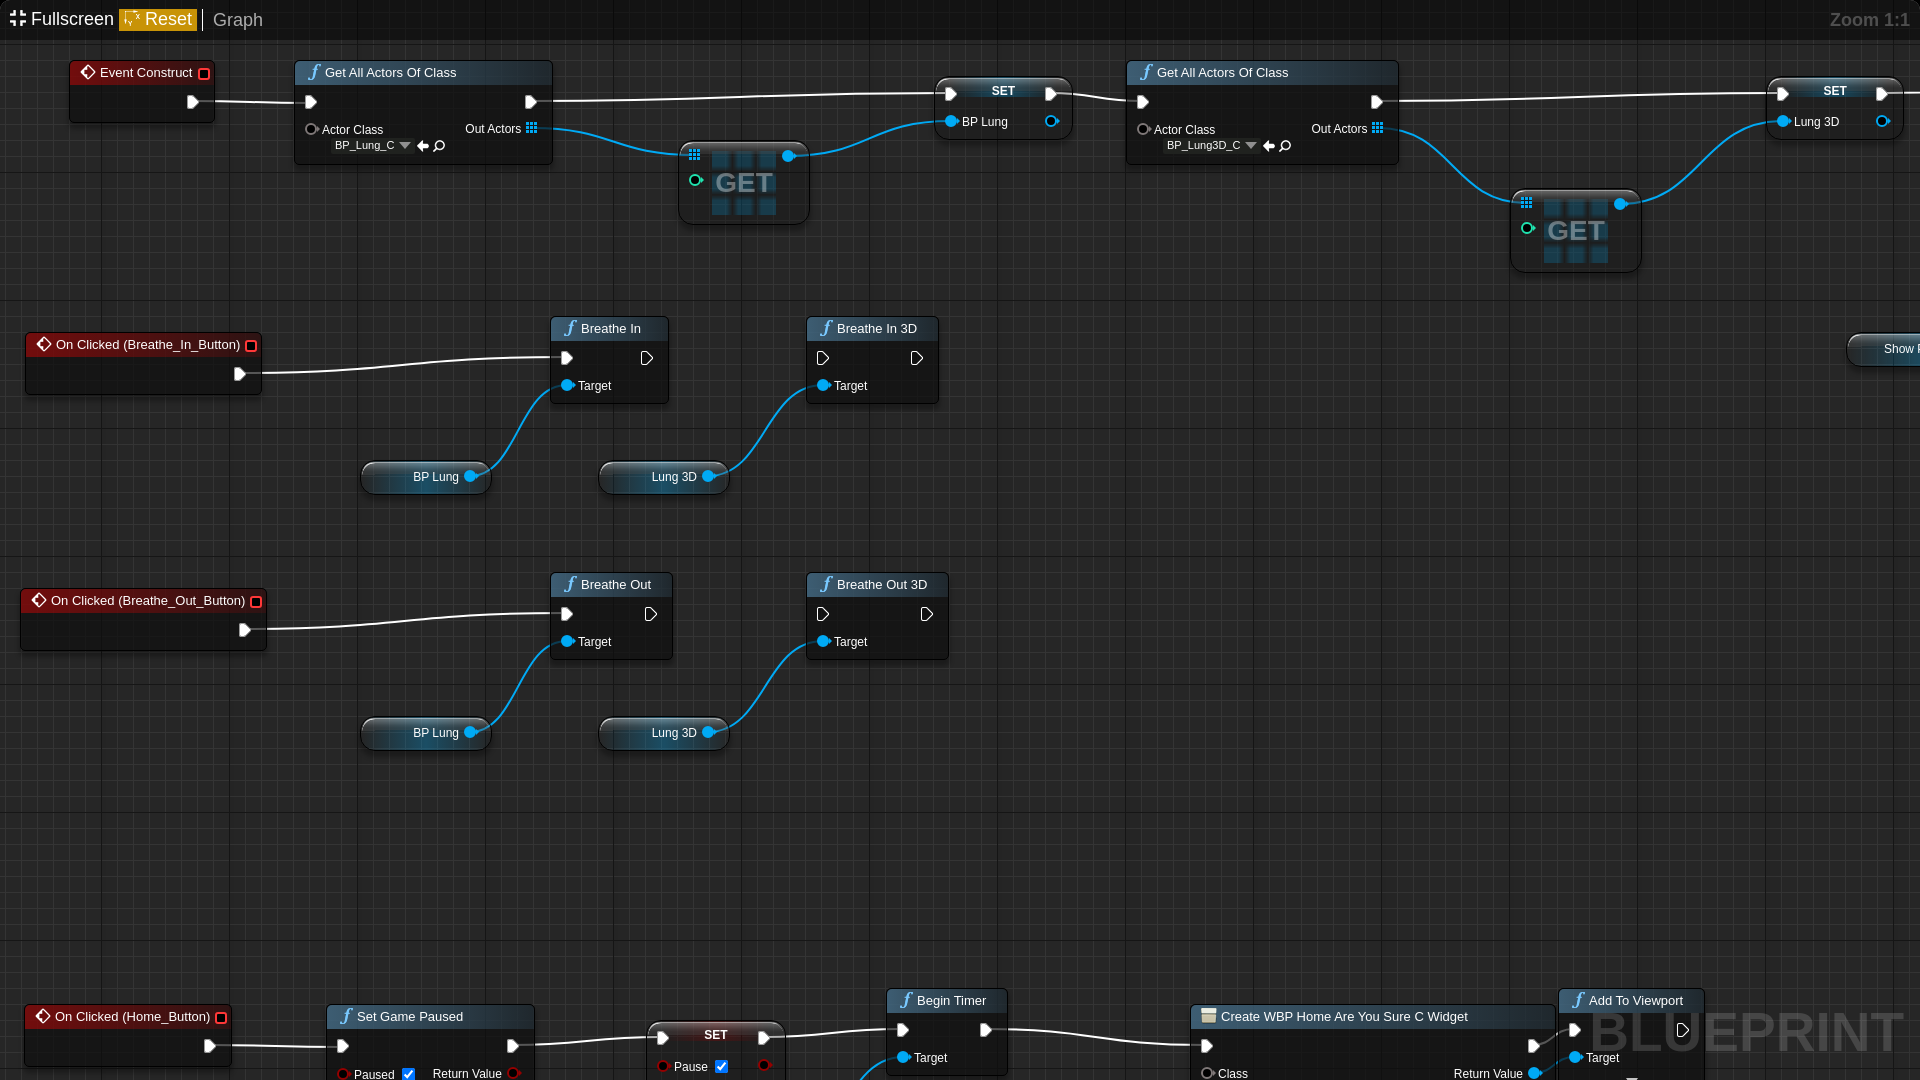 Fullscreen Reset Graph Zoom 1:1
Event Construct
Get All Actors Of Class
Actor Class
BP_Lung_C
Out Actors
GET
SET
BP Lung
Get All Actors Of Class
Actor Class
BP_Lung3D_C
Out Actors
GET
SET
Lung 3D
On Clicked (Breathe_In_Button)
Breathe In
Target
Breathe In 3D
Target
Show
BP Lung
Lung 3D
On Clicked (Breathe_Out_Button)
Breathe Out
Target
Breathe Out 3D
Target
BP Lung
Lung 3D
On Clicked (Home_Button)
Set Game Paused
Paused
Return Value
SET
Pause
Begin Timer
Target
Create WBP Home Are You Sure C Widget
Class
Return Value
Add To Viewport
Target
BLUEPRINT